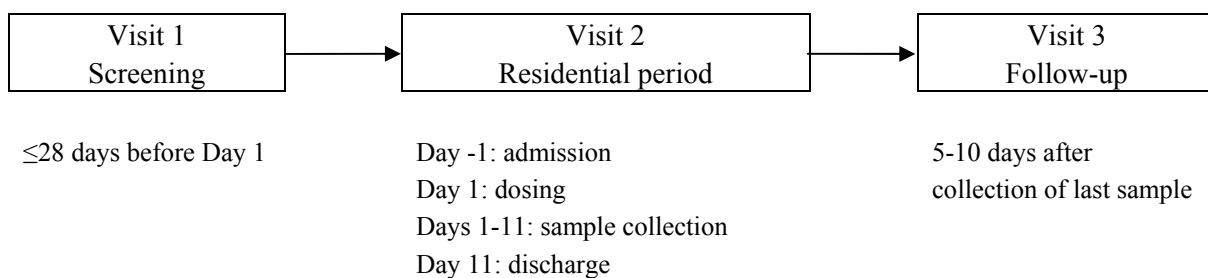 Visit 1
Screening
Visit 2
Residential period
Visit 3
Follow-up
≤28 days before Day 1
Day -1: admission
Day 1: dosing
Days 1-11: sample collection
Day 11: discharge
5-10 days after
collection of last sample